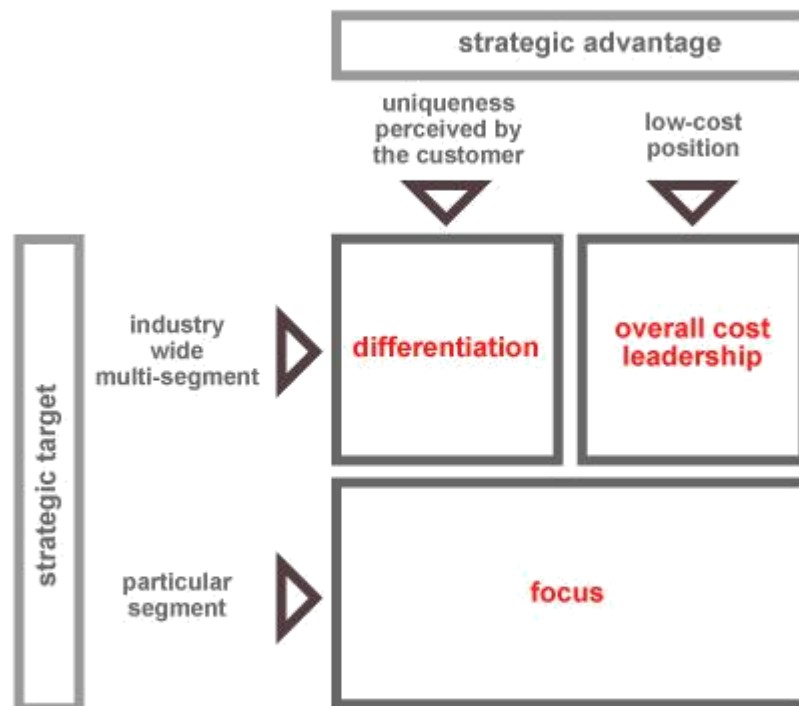 strategic advantage
uniqueness
perceived by
the customer
low-cost
position
strategic target
industry
wide
multi-segment
differentiation
overall cost
leadership
particular
segment
focus